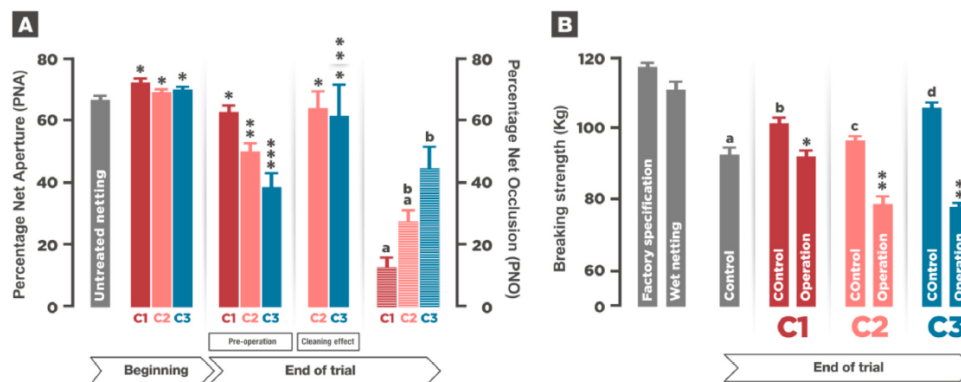 A
Percentage Net Aperture (PNA)
80
60
40
20
0
Untreated netting
*
*
*
*
**
***
*
***
a
b a
b
C1 C2 C3
C1 C2 C3
C2 C3
C1 C2 C3
Pre-operation
Cleaning effect
Beginning
End of trial
80
60
40
20
0
Percentage Net Occlusion (PNO)
B
Breaking strength (Kg)
120
100
80
60
0
Factory specification
Wet netting
a
Control
b
COntrol
*
Operation
c
COntrol
**
Operation
d
COntrol
**
Operation
C1
C2
C3
End of trial